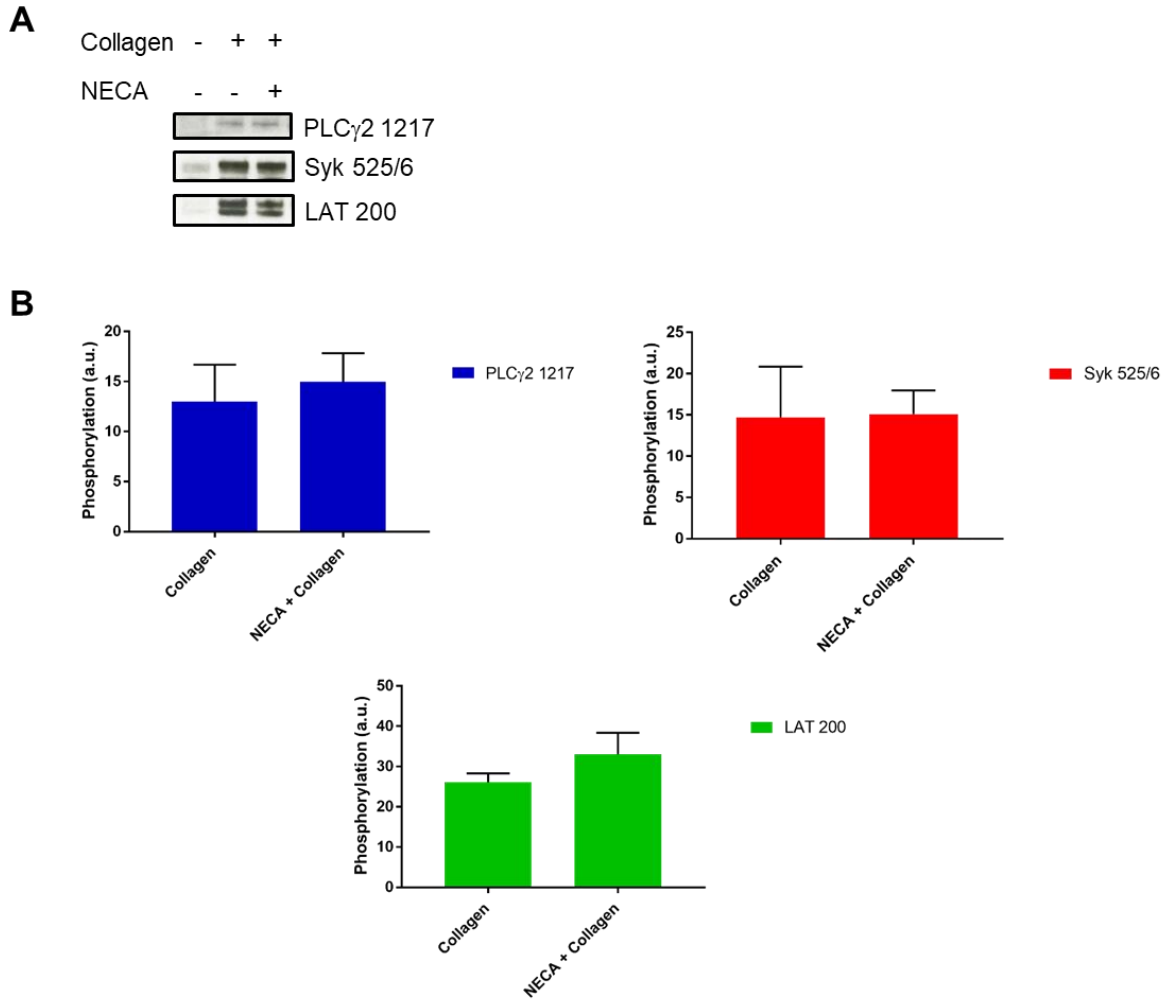 A
Collagen - + +
NECA - - +
PLCγ2 1217
Syk 525/6
LAT 200
B
Phosphorylation (a.u.)
20
15
10
5
0
Collagen
NECA + Collagen
PLCγ2 1217
Phosphorylation (a.u.)
25
20
15
10
5
0
Collagen
NECA + Collagen
Syk 525/6
Phosphorylation (a.u.)
50
40
30
20
10
0
Collagen
NECA + Collagen
LAT 200